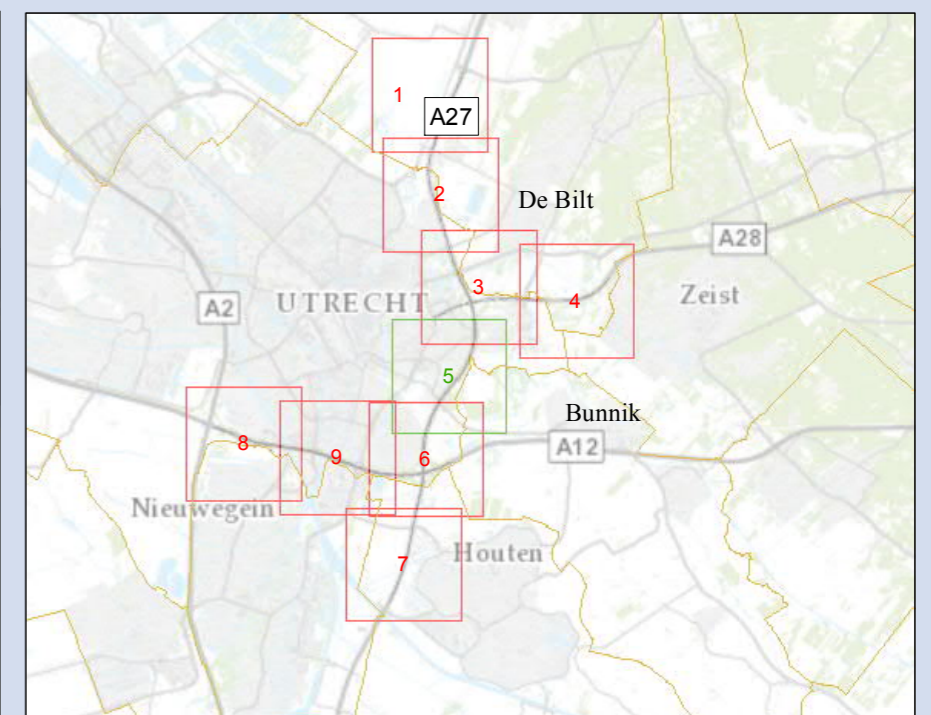 1
A27
2
De Bilt
A28
3
4
Zeist
A2
UTRECHT
5
Bunnik
A12
8
9
6
Nieuwegein
Houten
7